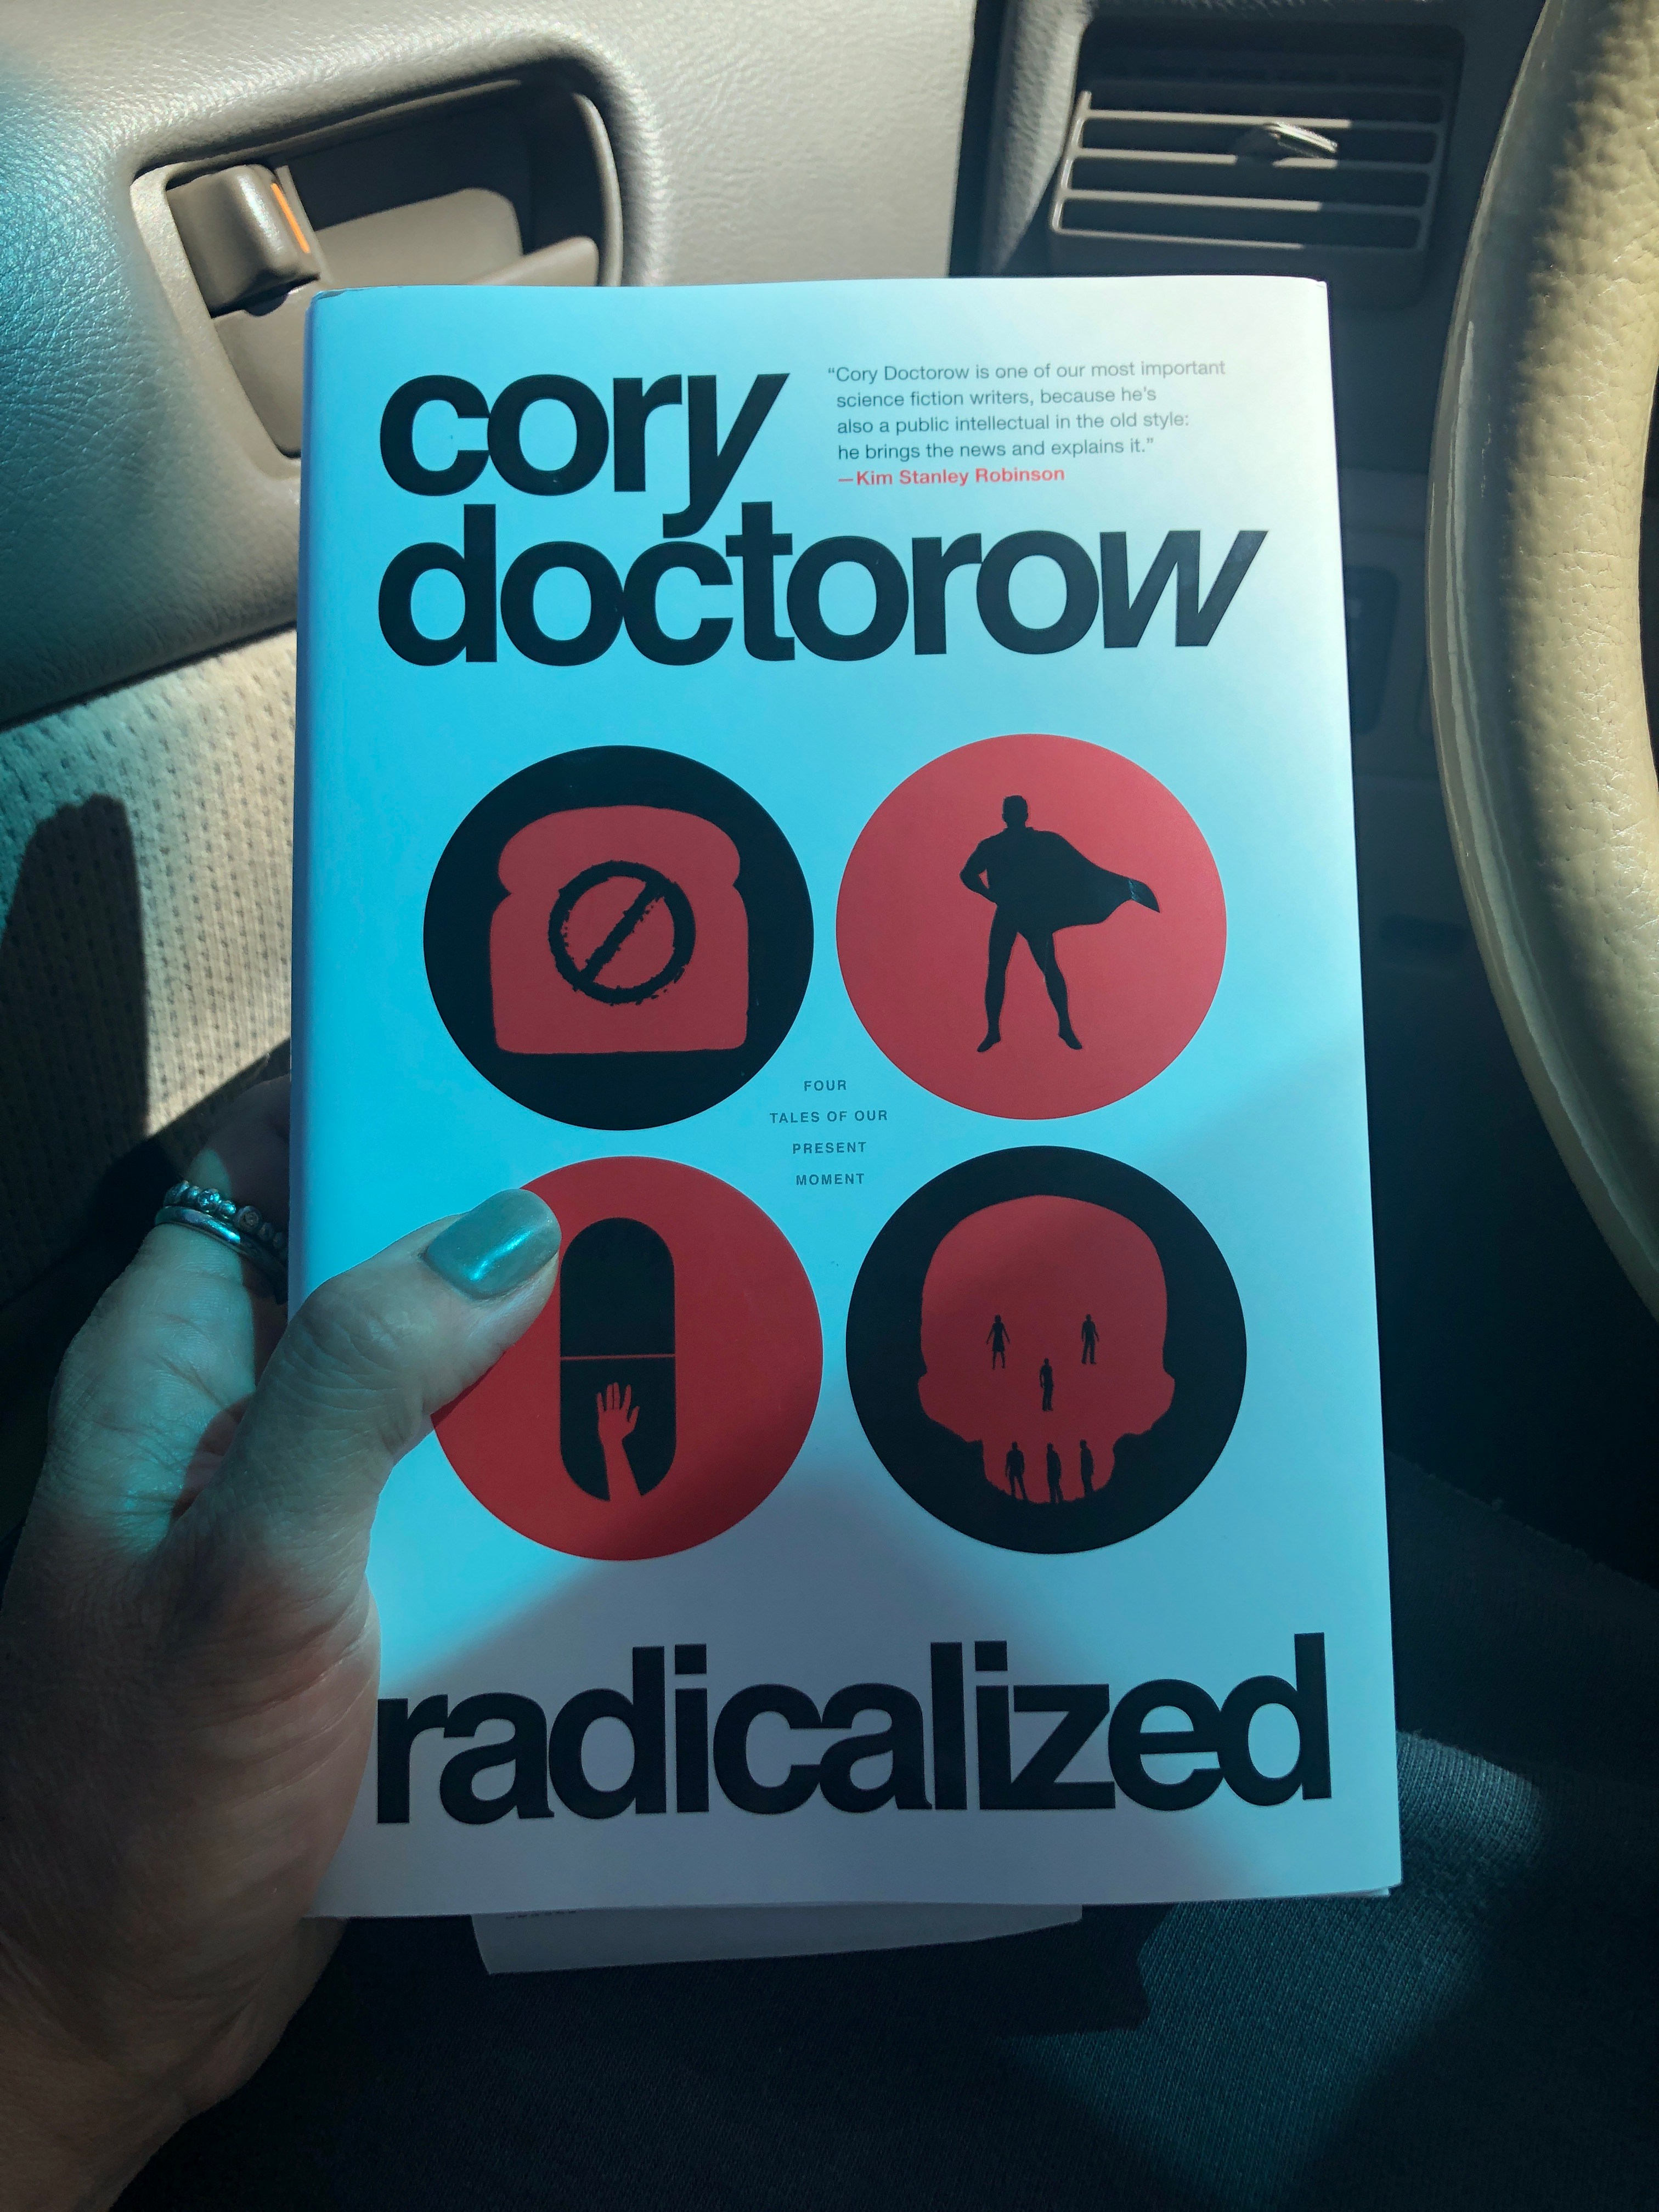 cory
doctorow
“Cory Doctorow is one of our most important
science fiction writers, because he’s
also a public intellectual in the old style:
he brings the news and explains it.”
—Kim Stanley Robinson
FOUR
TALES OF OUR
PRESENT
MOMENT
radicalized